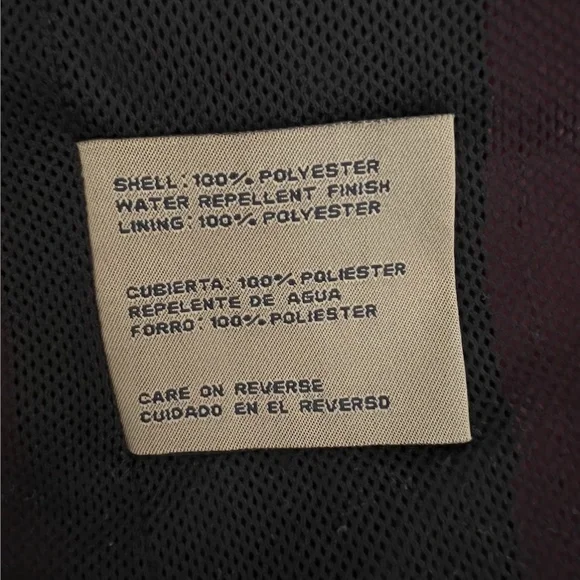 SHELL: 100% POLYESTER
WATER REPELLENT FINISH
LINING: 100% POLYESTER
CUBIERTA: 100% POLIESTER
REPELENTE DE AGUA
FORRO: 100% POLIESTER
CARE ON REVERSE
CUIDADO EN EL REVERSO